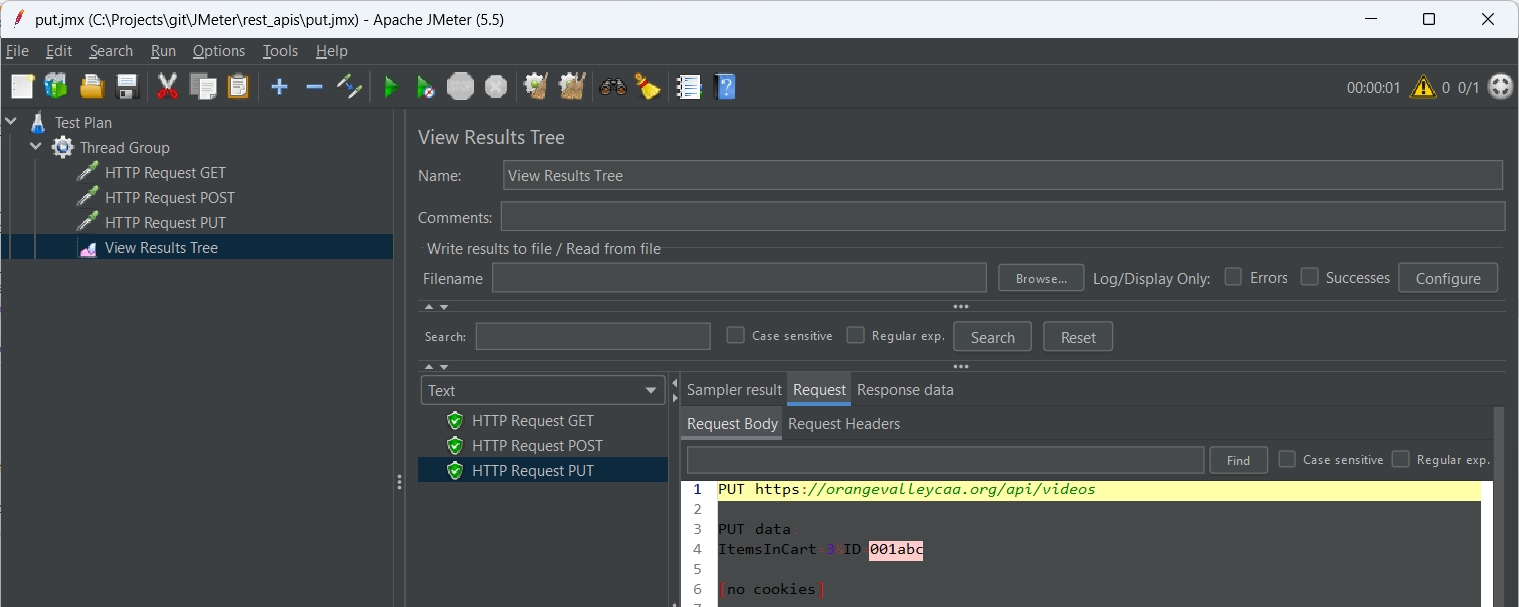 put.jmx (C:\Projects\git\JMeter\rest_apis\put.jmx) - Apache JMeter (5.5)
File Edit Search Run Options Tools Help
STOP 00:00:01 0 0/1
Test Plan
Thread Group
HTTP Request GET
HTTP Request POST
HTTP Request PUT
View Results Tree
View Results Tree
Name: View Results Tree
Comments:
Write results to file / Read from file
Filename Browse... Log/Display Only: Errors Successes Configure
Search: Case sensitive Regular exp. Search Reset
Text
HTTP Request GET
HTTP Request POST
HTTP Request PUT
Sampler result Request Response data
Request Body Request Headers
Find Case sensitive Regular exp.
1 PUT https://orangevalleycaa.org/api/videos
2
3 PUT data
4 ItemsInCart 3 ID 001abc
5
6 [no cookies]
7